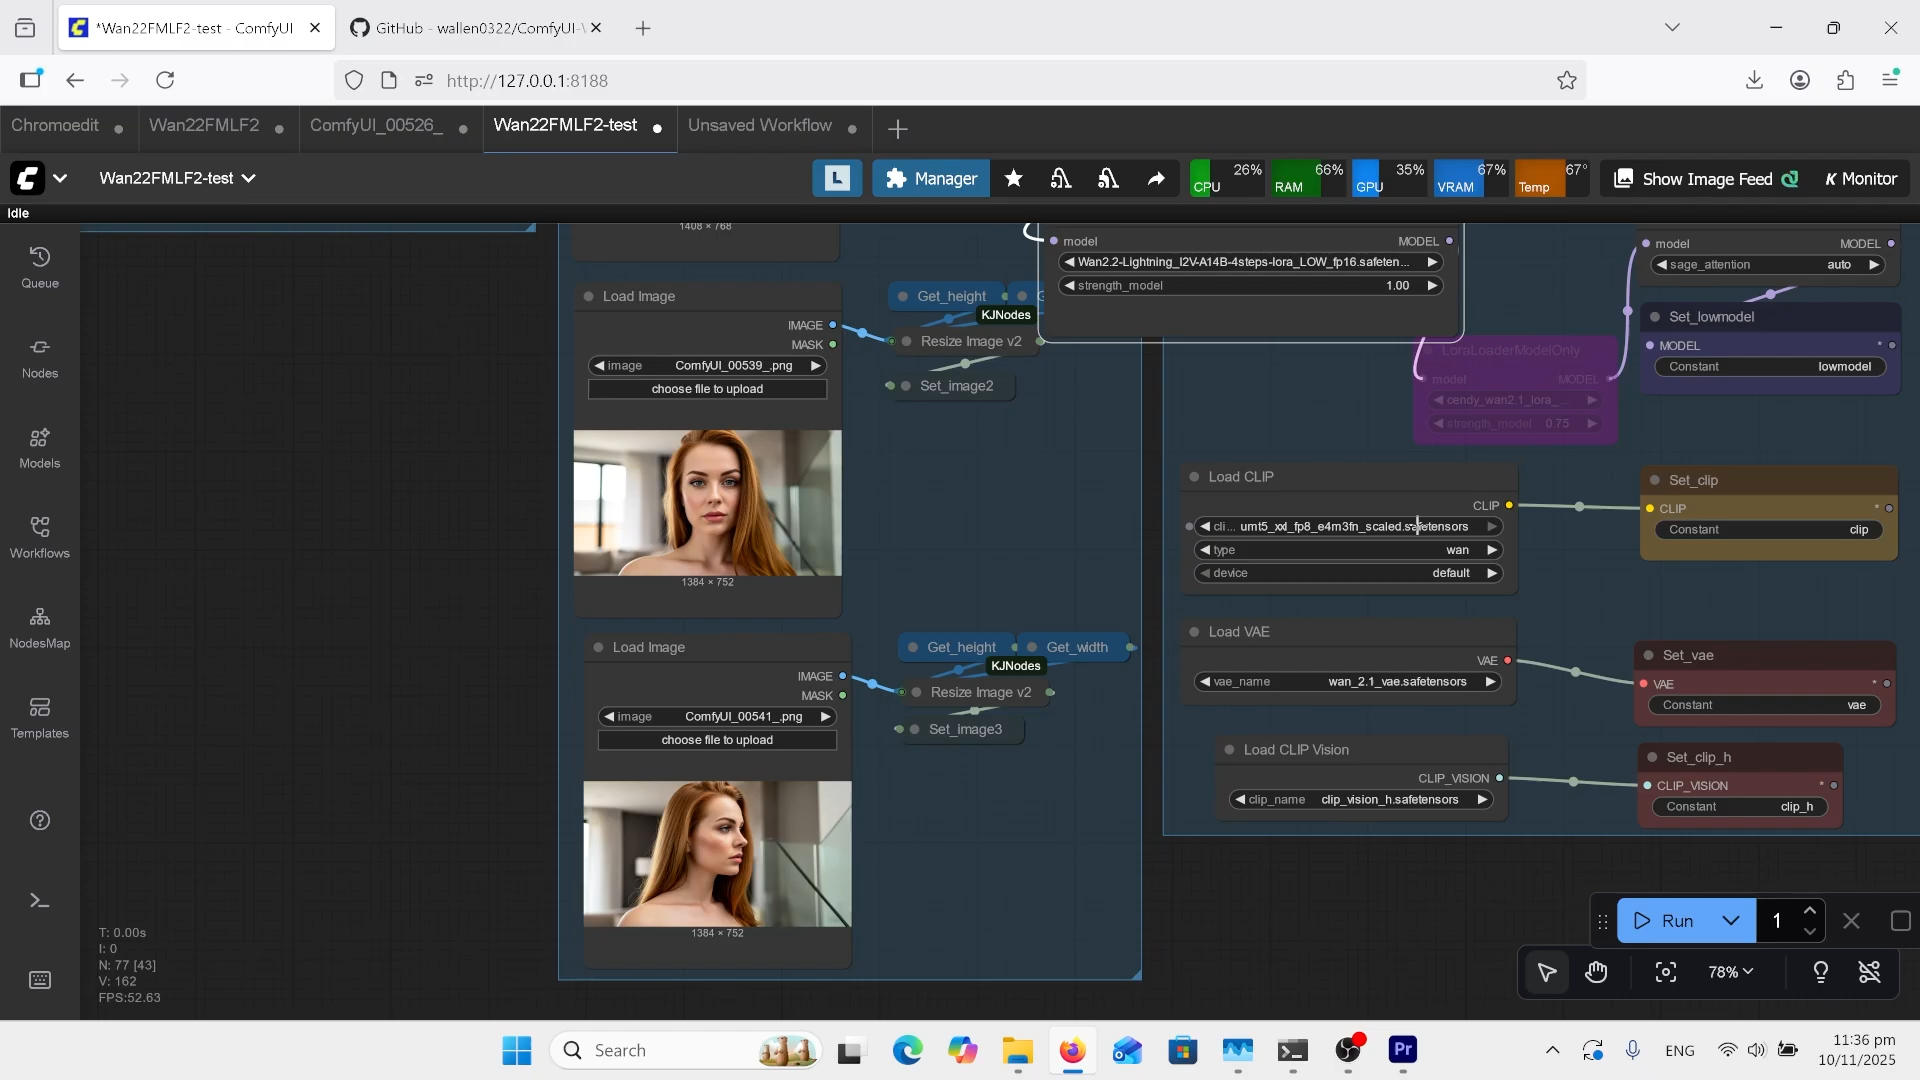 *Wan22FMLF2-test - ComfyUI
GitHub - wallen0322/ComfyUI-\
http://127.0.0.1:8188
Chromoedit
Wan22FMLF2
ComfyUI_00526_
Wan22FMLF2-test
Unsaved Workflow
Wan22FMLF2-test
L
Manager
CPU 26%
RAM 66%
GPU 35%
VRAM 67%
Temp 67°
Show Image Feed
Monitor
Idle
Queue
Nodes
Models
Workflows
NodesMap
Templates
1408 × 768
Load Image
IMAGE
MASK
image ComfyUI_00539_.png
choose file to upload
1384 × 752
Get_height
G
KJNodes
Resize Image v2
Set_image2
Load Image
IMAGE
MASK
image ComfyUI_00541_.png
choose file to upload
1384 × 752
Get_height
Get_width
KJNodes
Resize Image v2
Set_image3
model MODEL
Wan2.2-Lightning_I2V-A14B-4steps-lora_LOW_fp16.safeten...
strength_model 1.00
LoraLoaderModelOnly
model MODEL
cendy_wan2.1_lora_...
strength_model 0.75
model MODEL
sage_attention auto
Set_lowmodel
MODEL *
Constant lowmodel
Load CLIP
CLIP
cli... umt5_xxl_fp8_e4m3fn_scaled.safetensors
type wan
device default
Set_clip
CLIP *
Constant clip
Load VAE
VAE
vae_name wan_2.1_vae.safetensors
Set_vae
VAE *
Constant vae
Load CLIP Vision
CLIP_VISION
clip_name clip_vision_h.safetensors
Set_clip_h
CLIP_VISION *
Constant clip_h
Run
1
78%
T: 0.00s
I: 0
N: 77 [43]
V: 162
FPS:52.63
Search
Pr
ENG
11:36 pm
10/11/2025